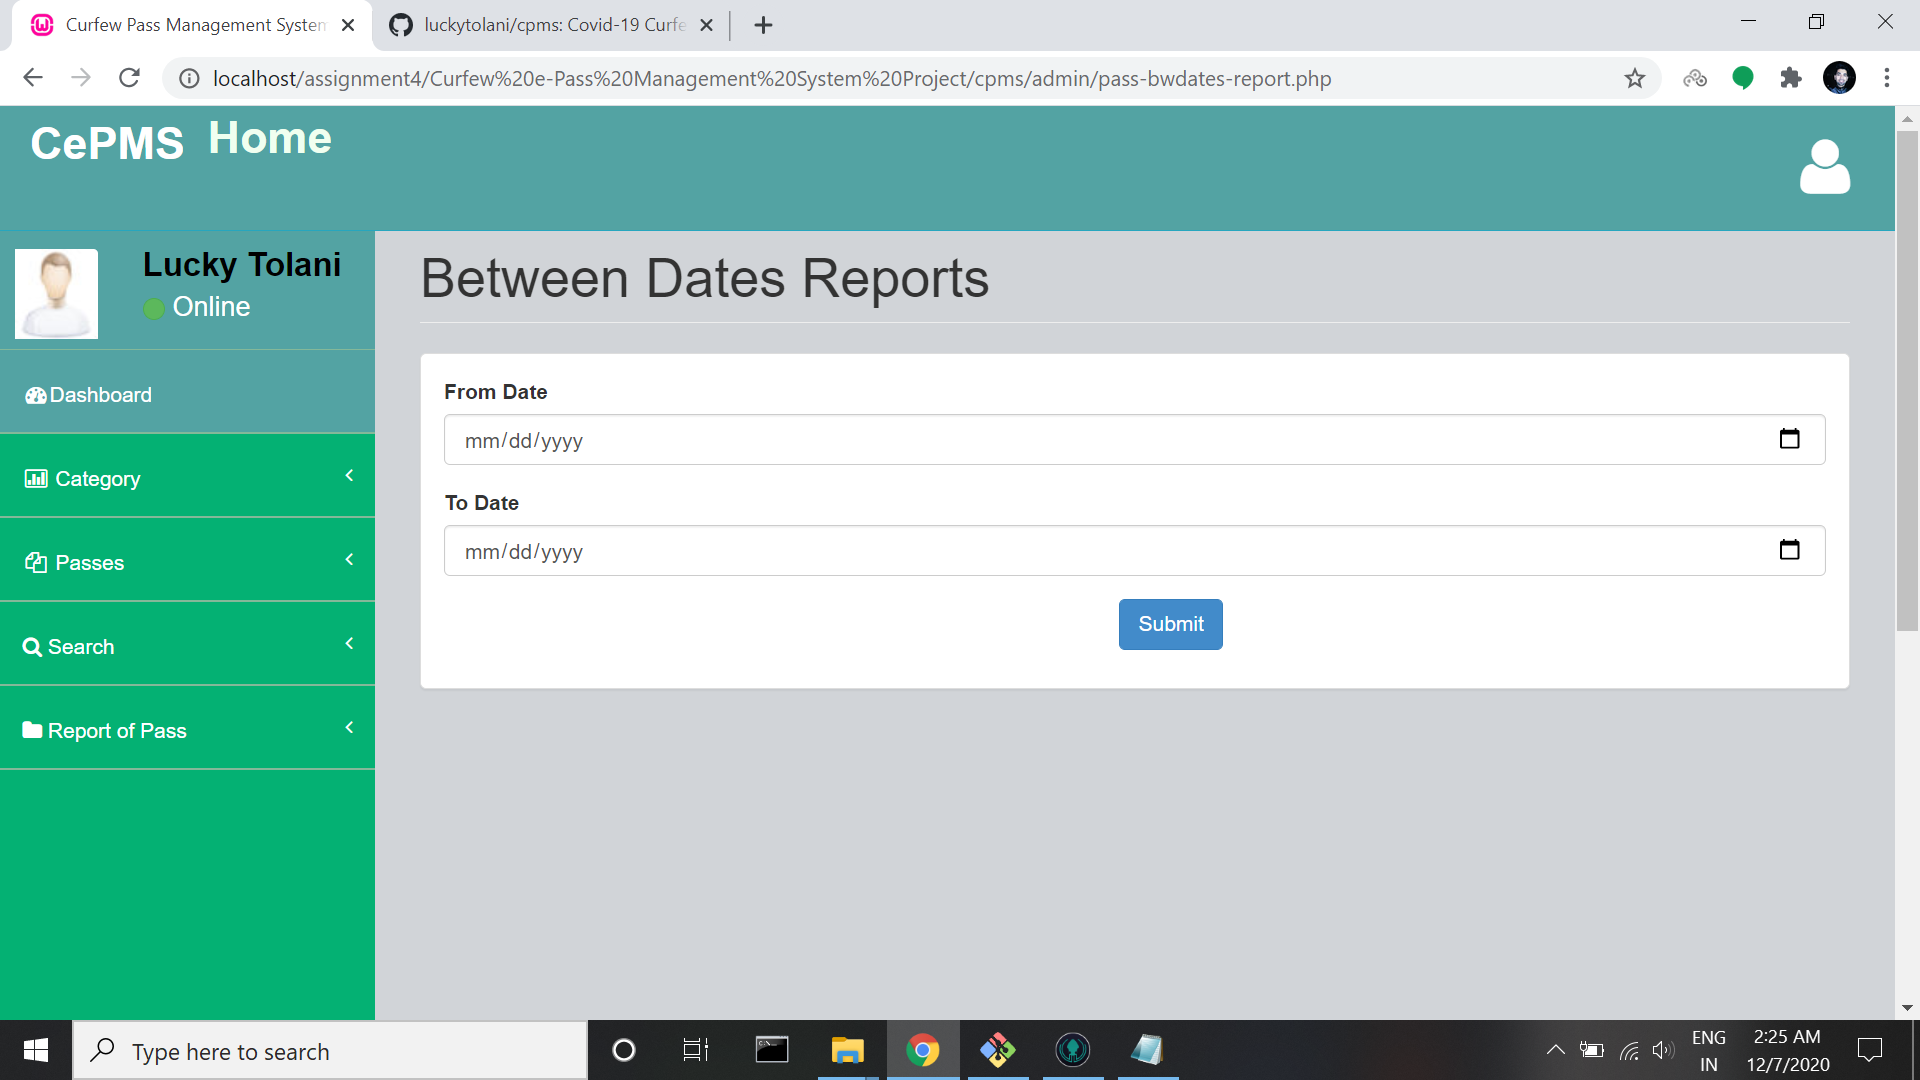 Curfew Pass Management System
luckytolani/cpms: Covid-19 Curfe
localhost/assignment4/Curfew%20e-Pass%20Management%20System%20Project/cpms/admin/pass-bwdates-report.php
CePMS Home
Lucky Tolani
Online
Between Dates Reports
From Date
mm/dd/yyyy
To Date
mm/dd/yyyy
Submit
Dashboard
Category
Passes
Search
Report of Pass
Type here to search
ENG
IN
2:25 AM
12/7/2020